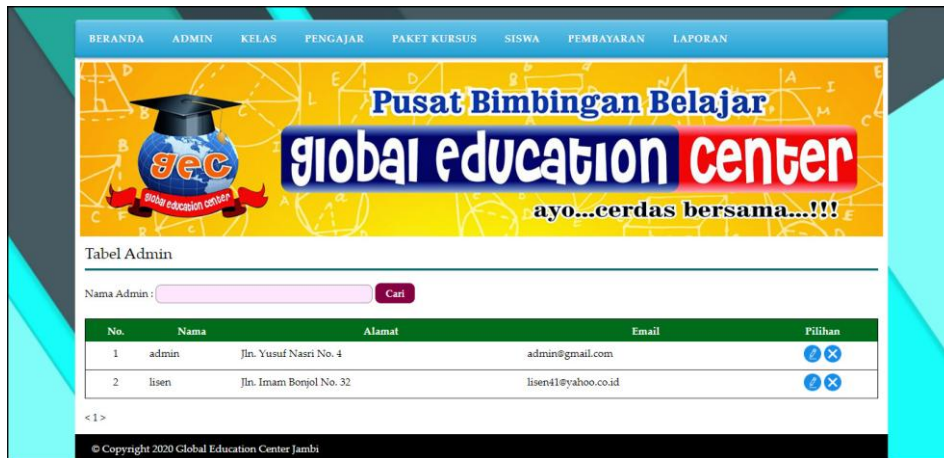 BERANDA ADMIN KELAS PENGAJAR PAKET KURSUS SISWA PEMBAYARAN LAPORAN
Pusat Bimbingan Belajar
gec
global education center
global education center
ayo...cerdas bersama...!!!
Tabel Admin
Nama Admin : Cari
No. Nama Alamat Email Pilihan
1 admin Jln. Yusuf Nasri No. 4 admin@gmail.com
2 lisen Jln. Imam Bonjol No. 32 lisen41@yahoo.co.id
< 1 >
© Copyright 2020 Global Education Center Jambi